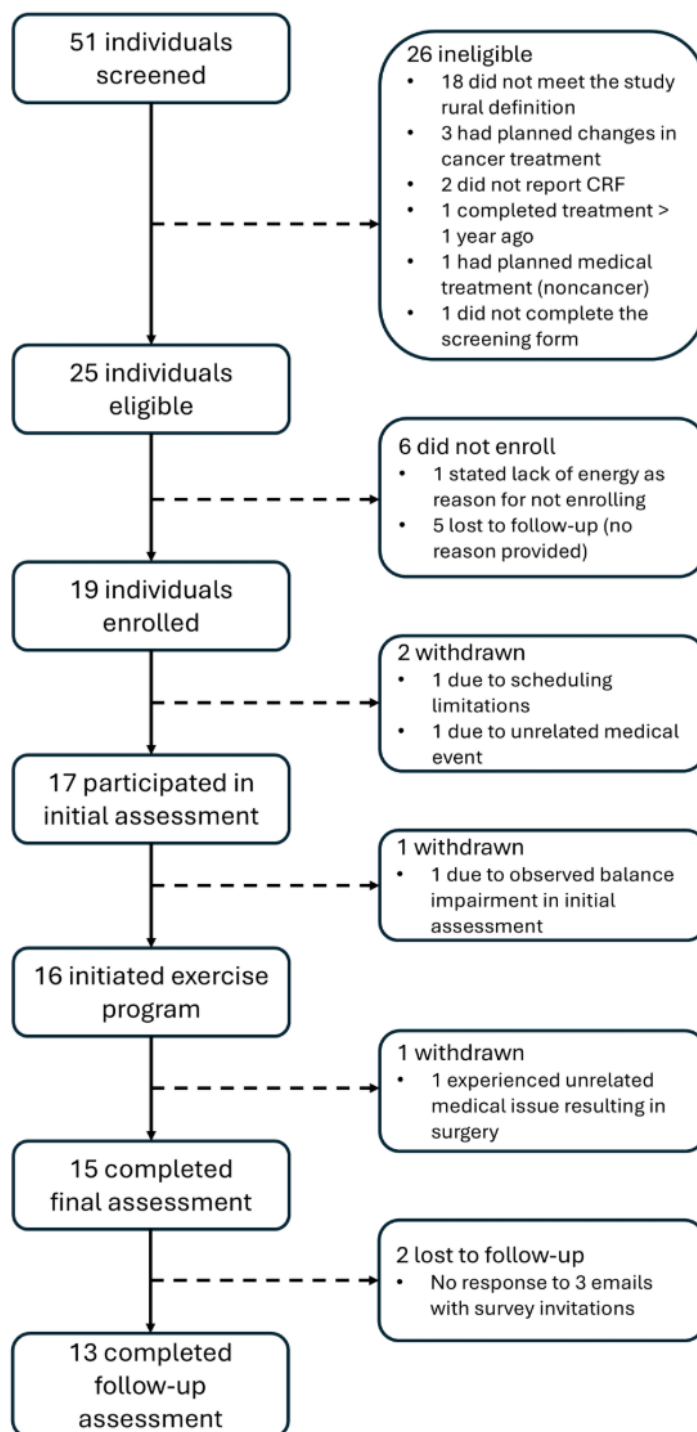 51 individuals
screened
26 ineligible
• 18 did not meet the study
rural definition
• 3 had planned changes in
cancer treatment
• 2 did not report CRF
• 1 completed treatment >
1 year ago
• 1 had planned medical
treatment (noncancer)
• 1 did not complete the
screening form
25 individuals
eligible
6 did not enroll
• 1 stated lack of energy as
reason for not enrolling
• 5 lost to follow-up (no
reason provided)
19 individuals
enrolled
2 withdrawn
• 1 due to scheduling
limitations
• 1 due to unrelated medical
event
17 participated in
initial assessment
1 withdrawn
• 1 due to observed balance
impairment in initial
assessment
16 initiated exercise
program
1 withdrawn
• 1 experienced unrelated
medical issue resulting in
surgery
15 completed
final assessment
2 lost to follow-up
• No response to 3 emails
with survey invitations
13 completed
follow-up
assessment